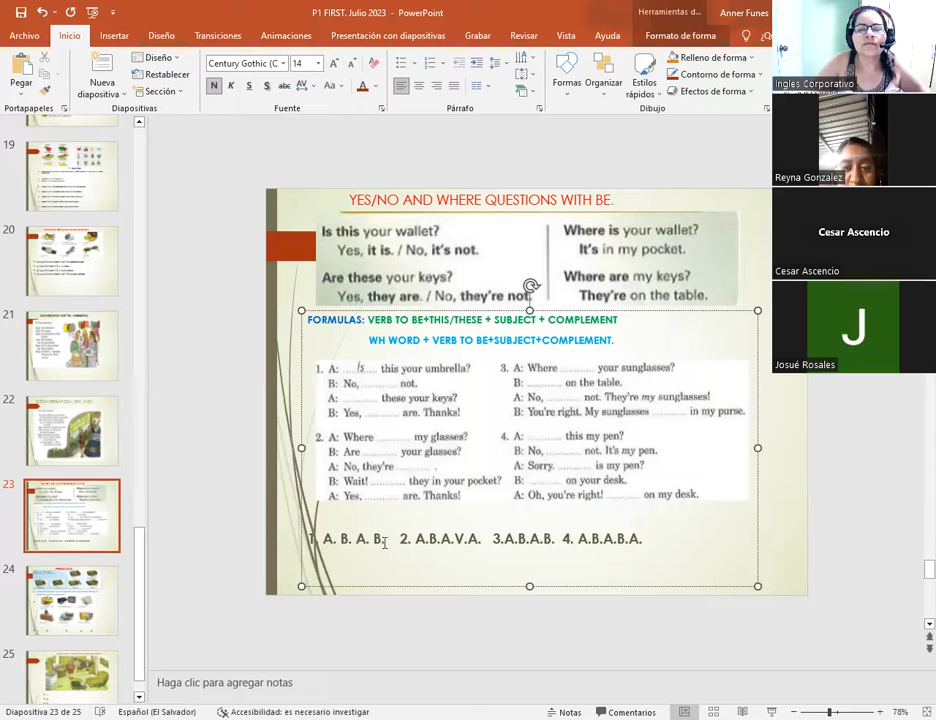 P1 FIRST. Julio 2023 - PowerPoint
Herramientas d...
Anner Funes
Archivo
Inicio
Insertar
Diseño
Transiciones
Animaciones
Presentación con diapositivas
Grabar
Revisar
Vista
Ayuda
Formato de forma
Pegar
Portapapeles
Nueva diapositiva
Diseño
Restablecer
Sección
Diapositivas
Century Gothic (C
14
N K S abc AV Aa A
Fuente
Párrafo
Formas
Organizar
Estilos rápidos
Relleno de forma
Contorno de forma
Efectos de forma
Dibujo
Ingles Corporativo
Reyna Gonzalez
Cesar Ascencio
Cesar Ascencio
J
Josué Rosales
19
20
21
22
23
24
25
YES/NO AND WHERE QUESTIONS WITH BE.
Is this your wallet?
Yes, it is. / No, it's not.
Are these your keys?
Yes, they are. / No, they're not.
Where is your wallet?
It's in my pocket.
Where are my keys?
They're on the table.
FORMULAS: VERB TO BE+THIS/THESE + SUBJECT + COMPLEMENT
WH WORD + VERB TO BE+SUBJECT+COMPLEMENT.
1. A: ....Is.... this your umbrella?
B: No, ............ not.
A: ............ these your keys?
B: Yes, ............ are. Thanks!
2. A: Where ............ my glasses?
B: Are ............ your glasses?
A: No, they're ............ .
B: Wait! ............ they in your pocket?
A: Yes, ............ are. Thanks!
3. A: Where ............ your sunglasses?
B: ............ on the table.
A: No, ............ not. They're my sunglasses!
B: You're right. My sunglasses ............ in my purse.
4. A: ............ this my pen?
B: No, ............ not. It's my pen.
A: Sorry. ............ is my pen?
B: ............ on your desk.
A: Oh, you're right! ............ on my desk.
1. A. B. A. B. 2. A.B.A.V.A. 3.A.B.A.B. 4. A.B.A.B.A.
Haga clic para agregar notas
Diapositiva 23 de 25
Español (El Salvador)
Accesibilidad: es necesario investigar
Notas
Comentarios
78%